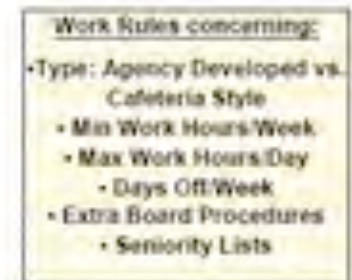 Work Rules concerning:
•Type: Agency Developed vs.
Cafeteria Style
• Min Work Hours/Week
• Max Work Hours/Day
• Days Off/Week
• Extra Board Procedures
• Seniority Lists